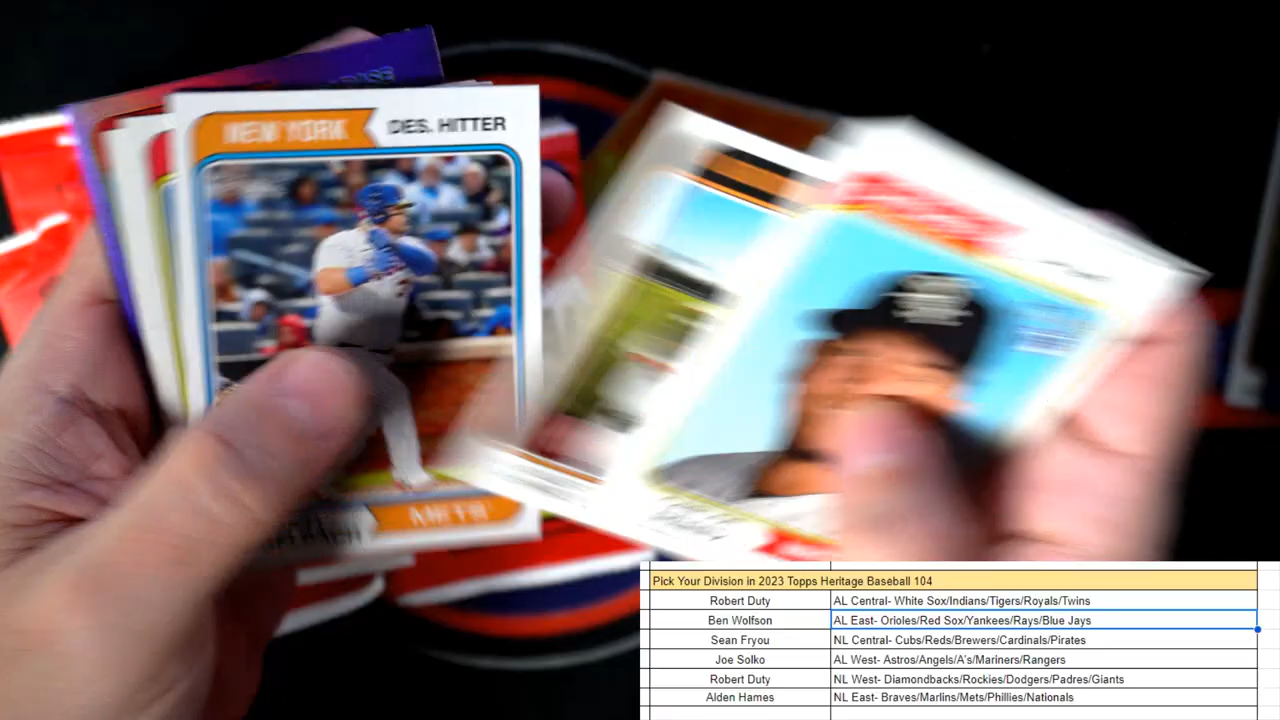 NEW YORK
DES. HITTER
METS
Pick Your Division in 2023 Topps Heritage Baseball 104
Robert Duty AL Central- White Sox/Indians/Tigers/Royals/Twins
Ben Wolfson AL East- Orioles/Red Sox/Yankees/Rays/Blue Jays
Sean Fryou NL Central- Cubs/Reds/Brewers/Cardinals/Pirates
Joe Solko AL West- Astros/Angels/A's/Mariners/Rangers
Robert Duty NL West- Diamondbacks/Rockies/Dodgers/Padres/Giants
Alden Hames NL East- Braves/Marlins/Mets/Phillies/Nationals